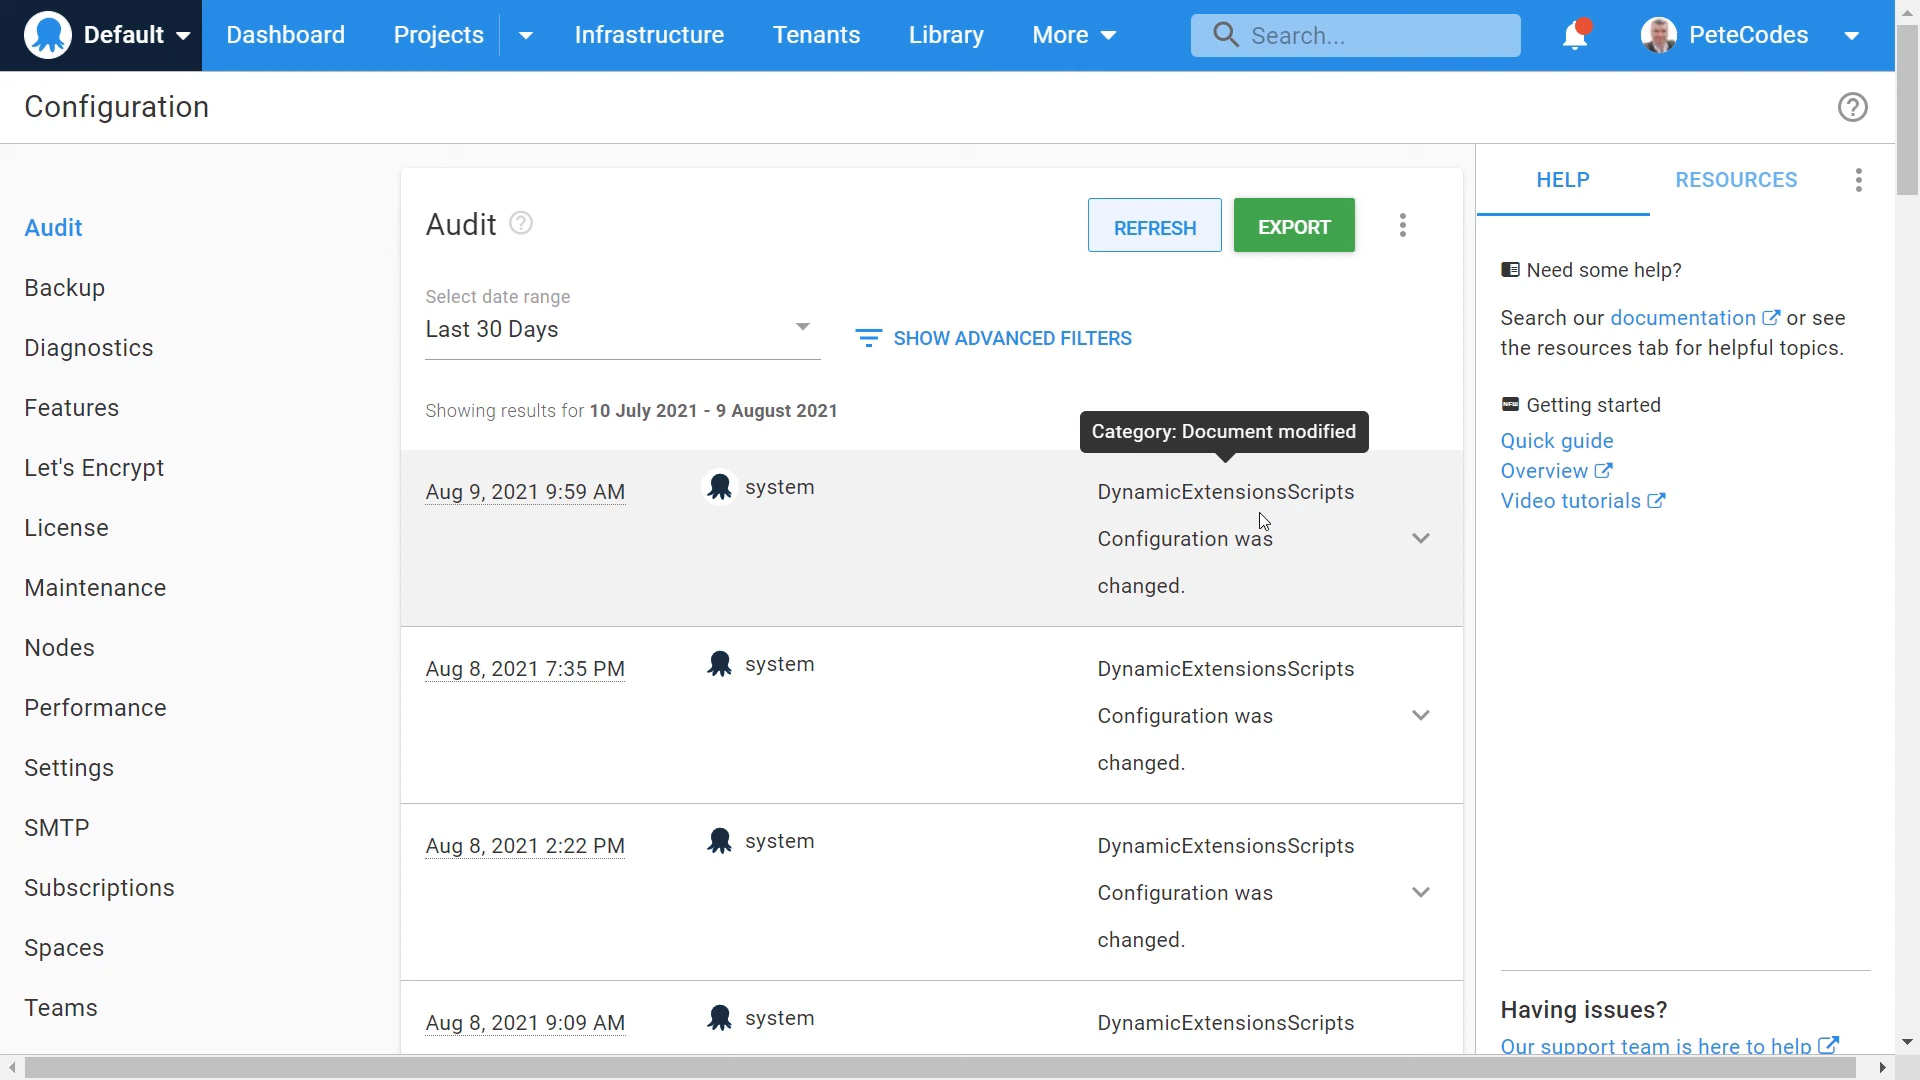 Default
Dashboard
Projects
Infrastructure
Tenants
Library
More
Search...
PeteCodes
Configuration
Audit
Backup
Diagnostics
Features
Let's Encrypt
License
Maintenance
Nodes
Performance
Settings
SMTP
Subscriptions
Spaces
Teams
Audit
REFRESH
EXPORT
Select date range
Last 30 Days
SHOW ADVANCED FILTERS
Showing results for 10 July 2021 - 9 August 2021
Category: Document modified
Aug 9, 2021 9:59 AM
system
DynamicExtensionsScripts
Configuration was
changed.
Aug 8, 2021 7:35 PM
system
DynamicExtensionsScripts
Configuration was
changed.
Aug 8, 2021 2:22 PM
system
DynamicExtensionsScripts
Configuration was
changed.
Aug 8, 2021 9:09 AM
system
DynamicExtensionsScripts
HELP
RESOURCES
Need some help?
Search our documentation or see
the resources tab for helpful topics.
NEW Getting started
Quick guide
Overview
Video tutorials
Having issues?
Our support team is here to help